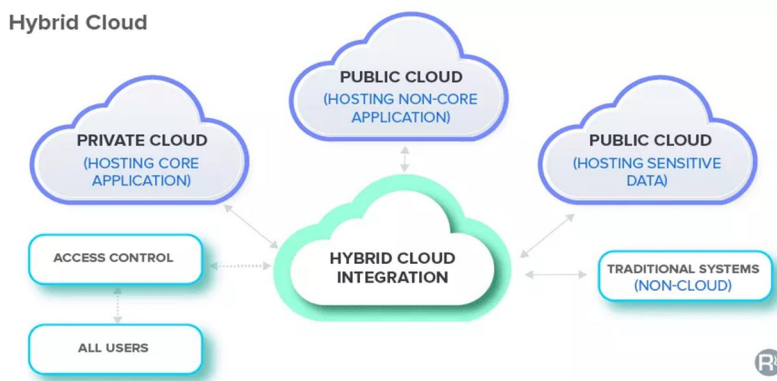 Hybrid Cloud
PUBLIC CLOUD
(HOSTING NON-CORE
APPLICATION)
PRIVATE CLOUD
(HOSTING CORE
APPLICATION)
PUBLIC CLOUD
(HOSTING SENSITIVE
DATA)
ACCESS CONTROL
HYBRID CLOUD
INTEGRATION
TRADITIONAL SYSTEMS
(NON-CLOUD)
ALL USERS